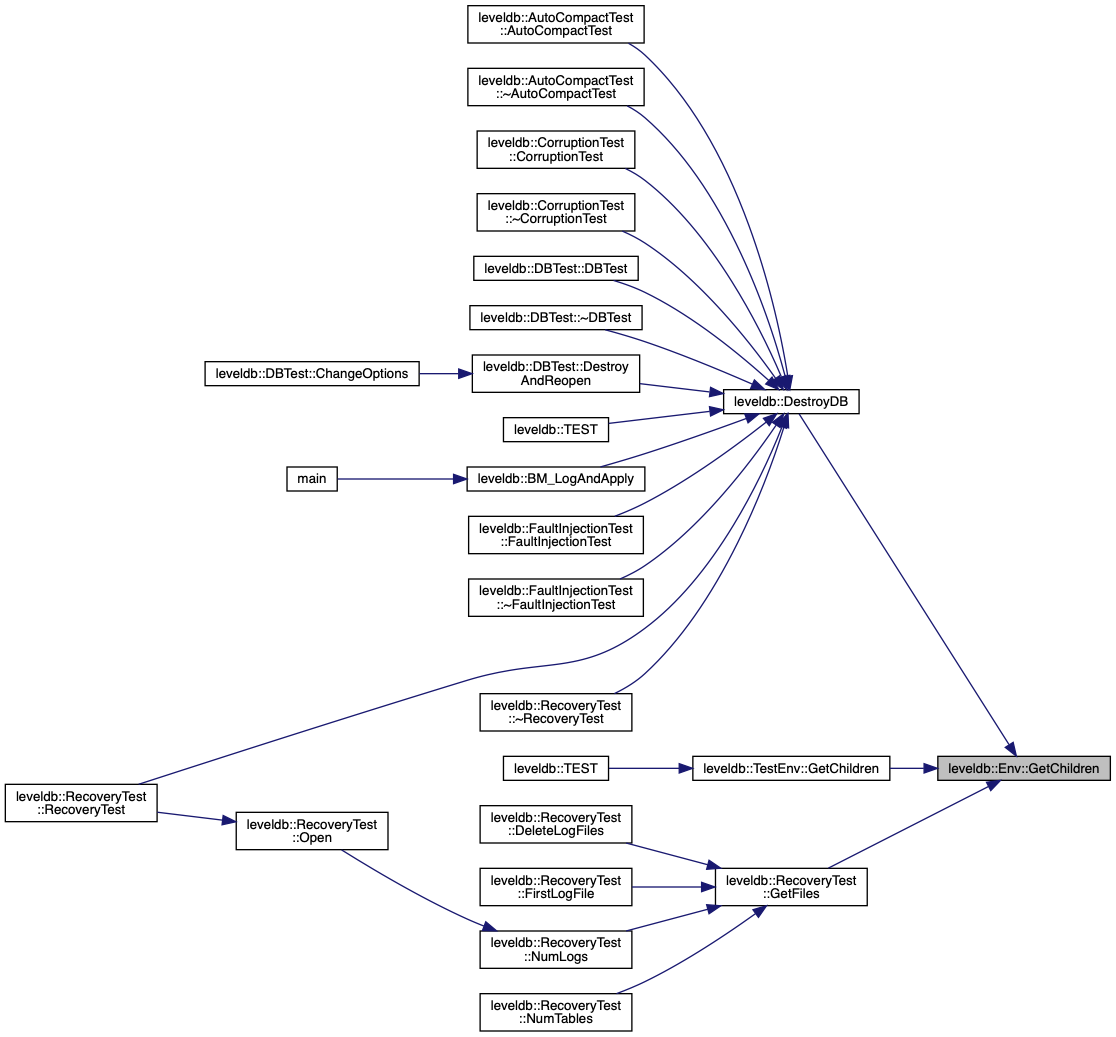 leveldb::AutoCompactTest
::AutoCompactTest
leveldb::AutoCompactTest
::~AutoCompactTest
leveldb::CorruptionTest
::CorruptionTest
leveldb::CorruptionTest
::~CorruptionTest
leveldb::DBTest::DBTest
leveldb::DBTest::~DBTest
leveldb::DBTest::ChangeOptions
leveldb::DBTest::Destroy
AndReopen
leveldb::DestroyDB
leveldb::TEST
main
leveldb::BM_LogAndApply
leveldb::FaultInjectionTest
::FaultInjectionTest
leveldb::FaultInjectionTest
::~FaultInjectionTest
leveldb::RecoveryTest
::~RecoveryTest
leveldb::TEST
leveldb::TestEnv::GetChildren
leveldb::Env::GetChildren
leveldb::RecoveryTest
::RecoveryTest
leveldb::RecoveryTest
::Open
leveldb::RecoveryTest
::DeleteLogFiles
leveldb::RecoveryTest
::FirstLogFile
leveldb::RecoveryTest
::GetFiles
leveldb::RecoveryTest
::NumLogs
leveldb::RecoveryTest
::NumTables